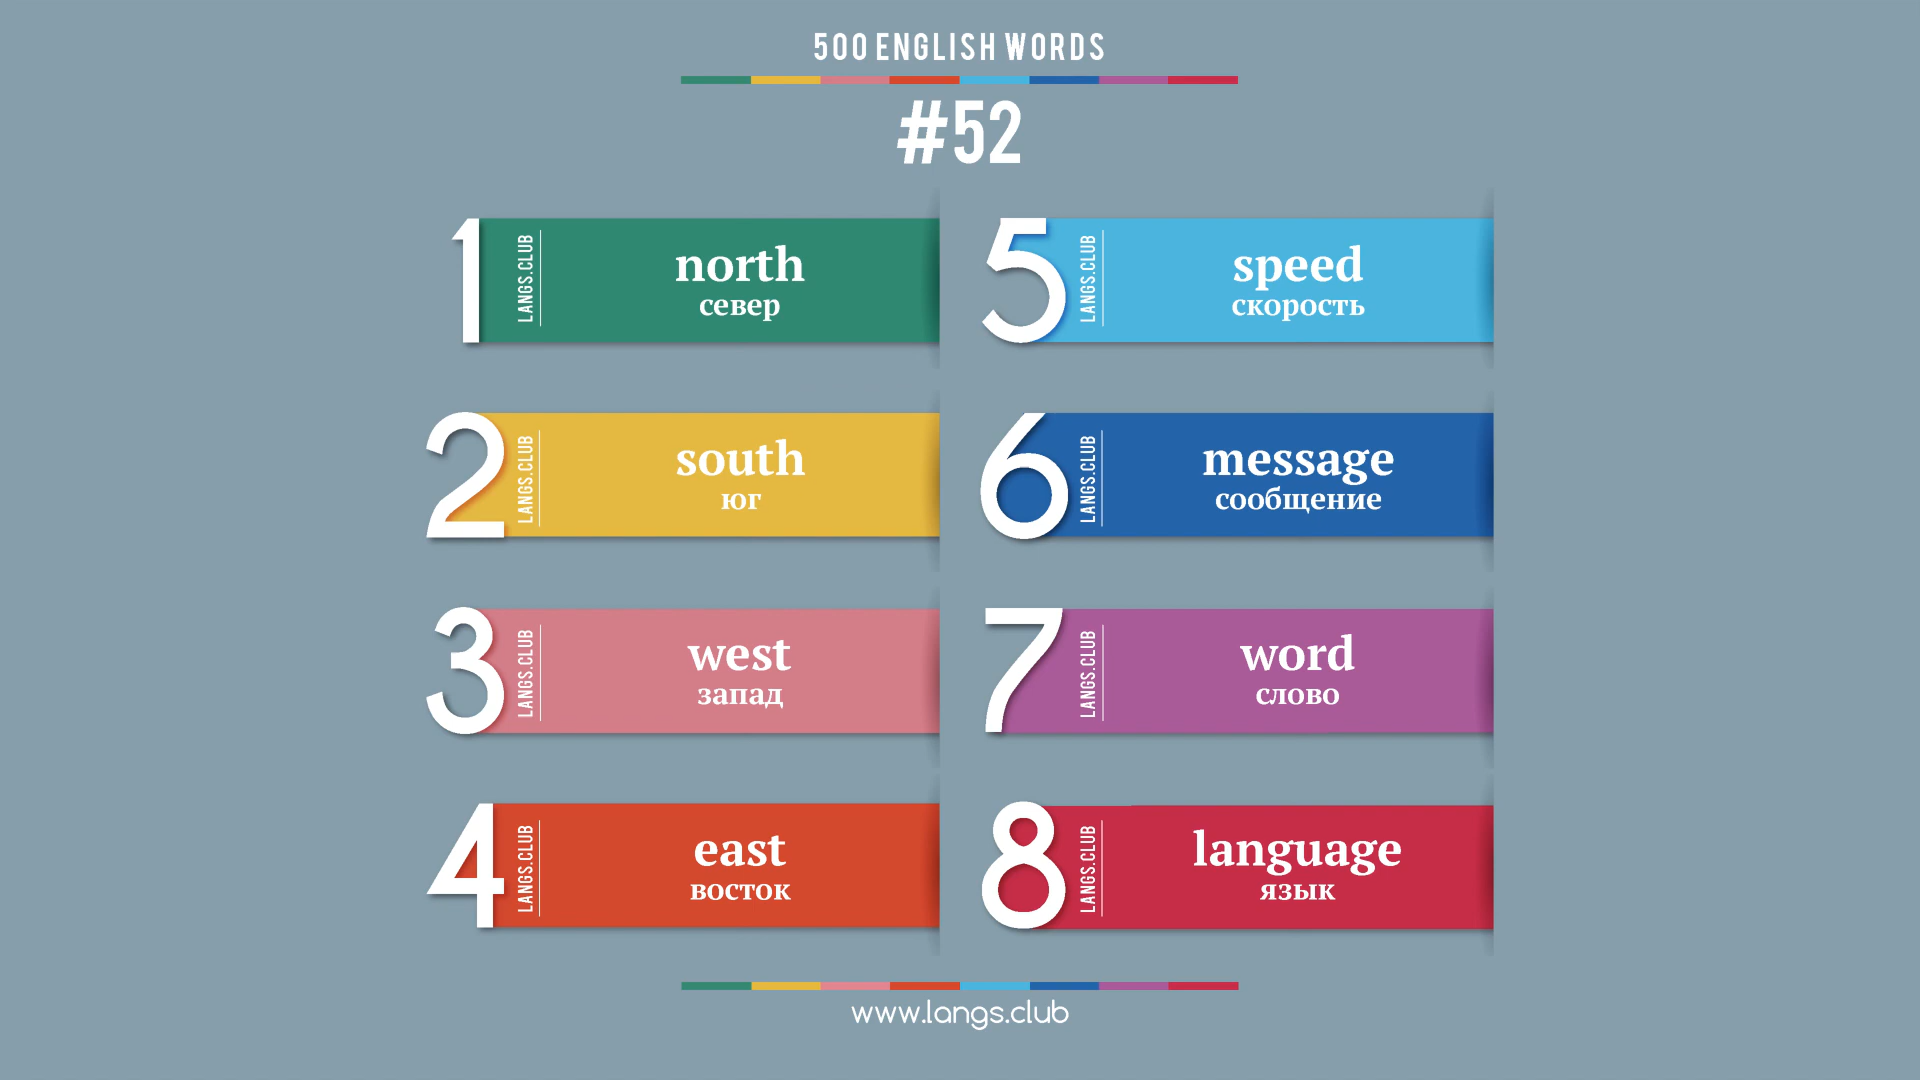 500 ENGLISH WORDS
#52
1
LANGS.CLUB
north
север
2
LANGS.CLUB
south
юг
3
LANGS.CLUB
west
запад
4
LANGS.CLUB
east
восток
5
LANGS.CLUB
speed
скорость
6
LANGS.CLUB
message
сообщение
7
LANGS.CLUB
word
слово
8
LANGS.CLUB
language
язык
www.langs.club